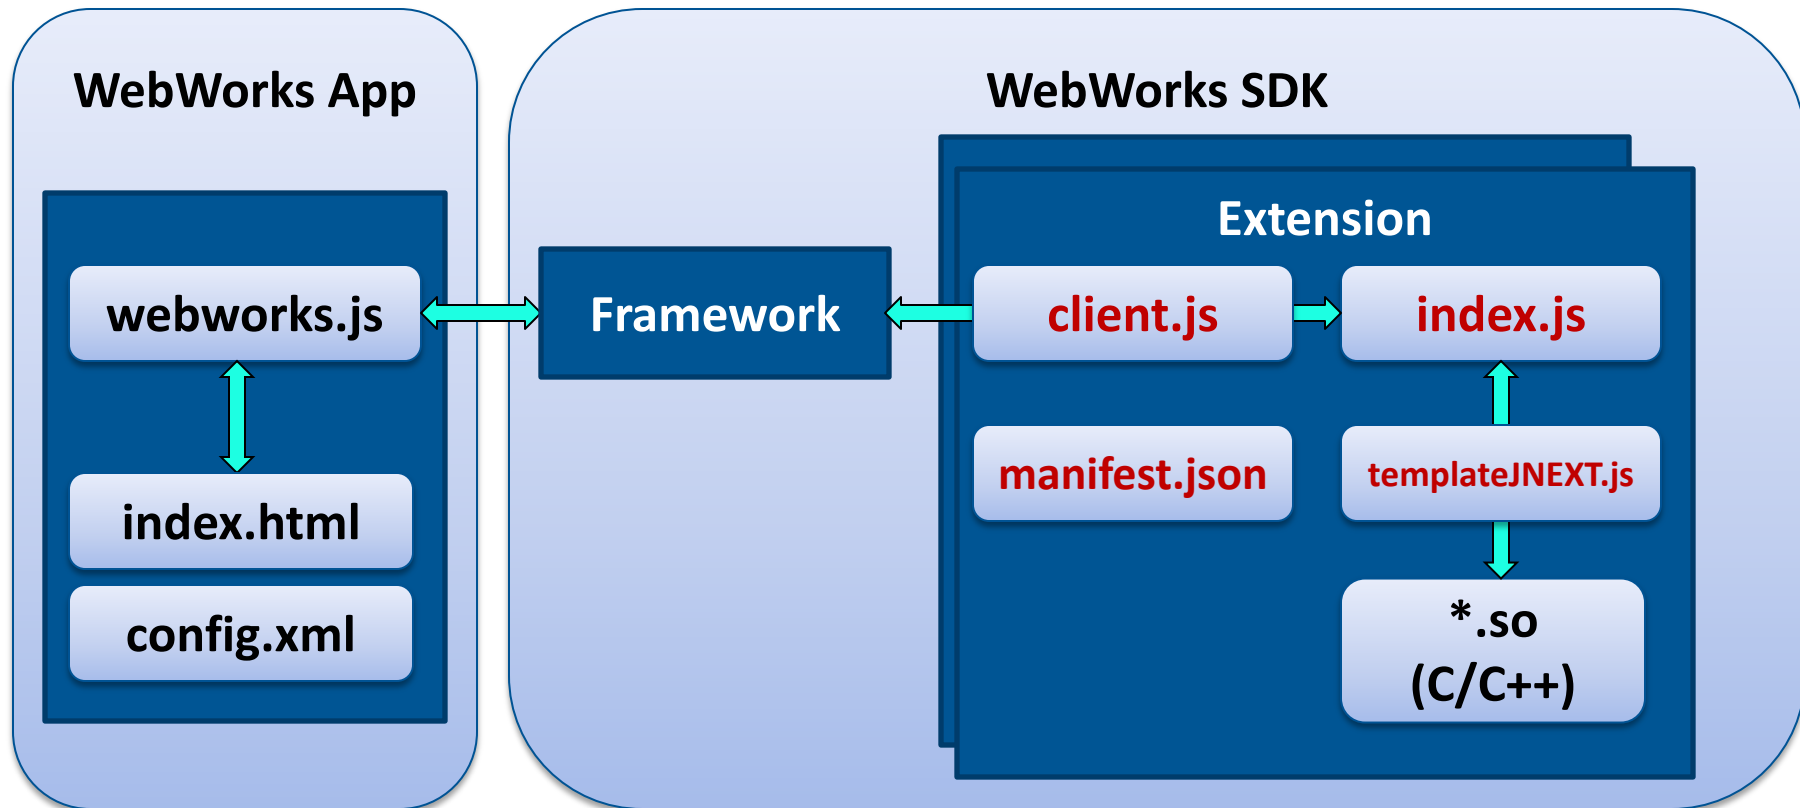 WebWorks App
webworks.js
index.html
config.xml
WebWorks SDK
Framework
Extension
client.js
index.js
manifest.json
templateJNEXT.js
*.so
(C/C++)